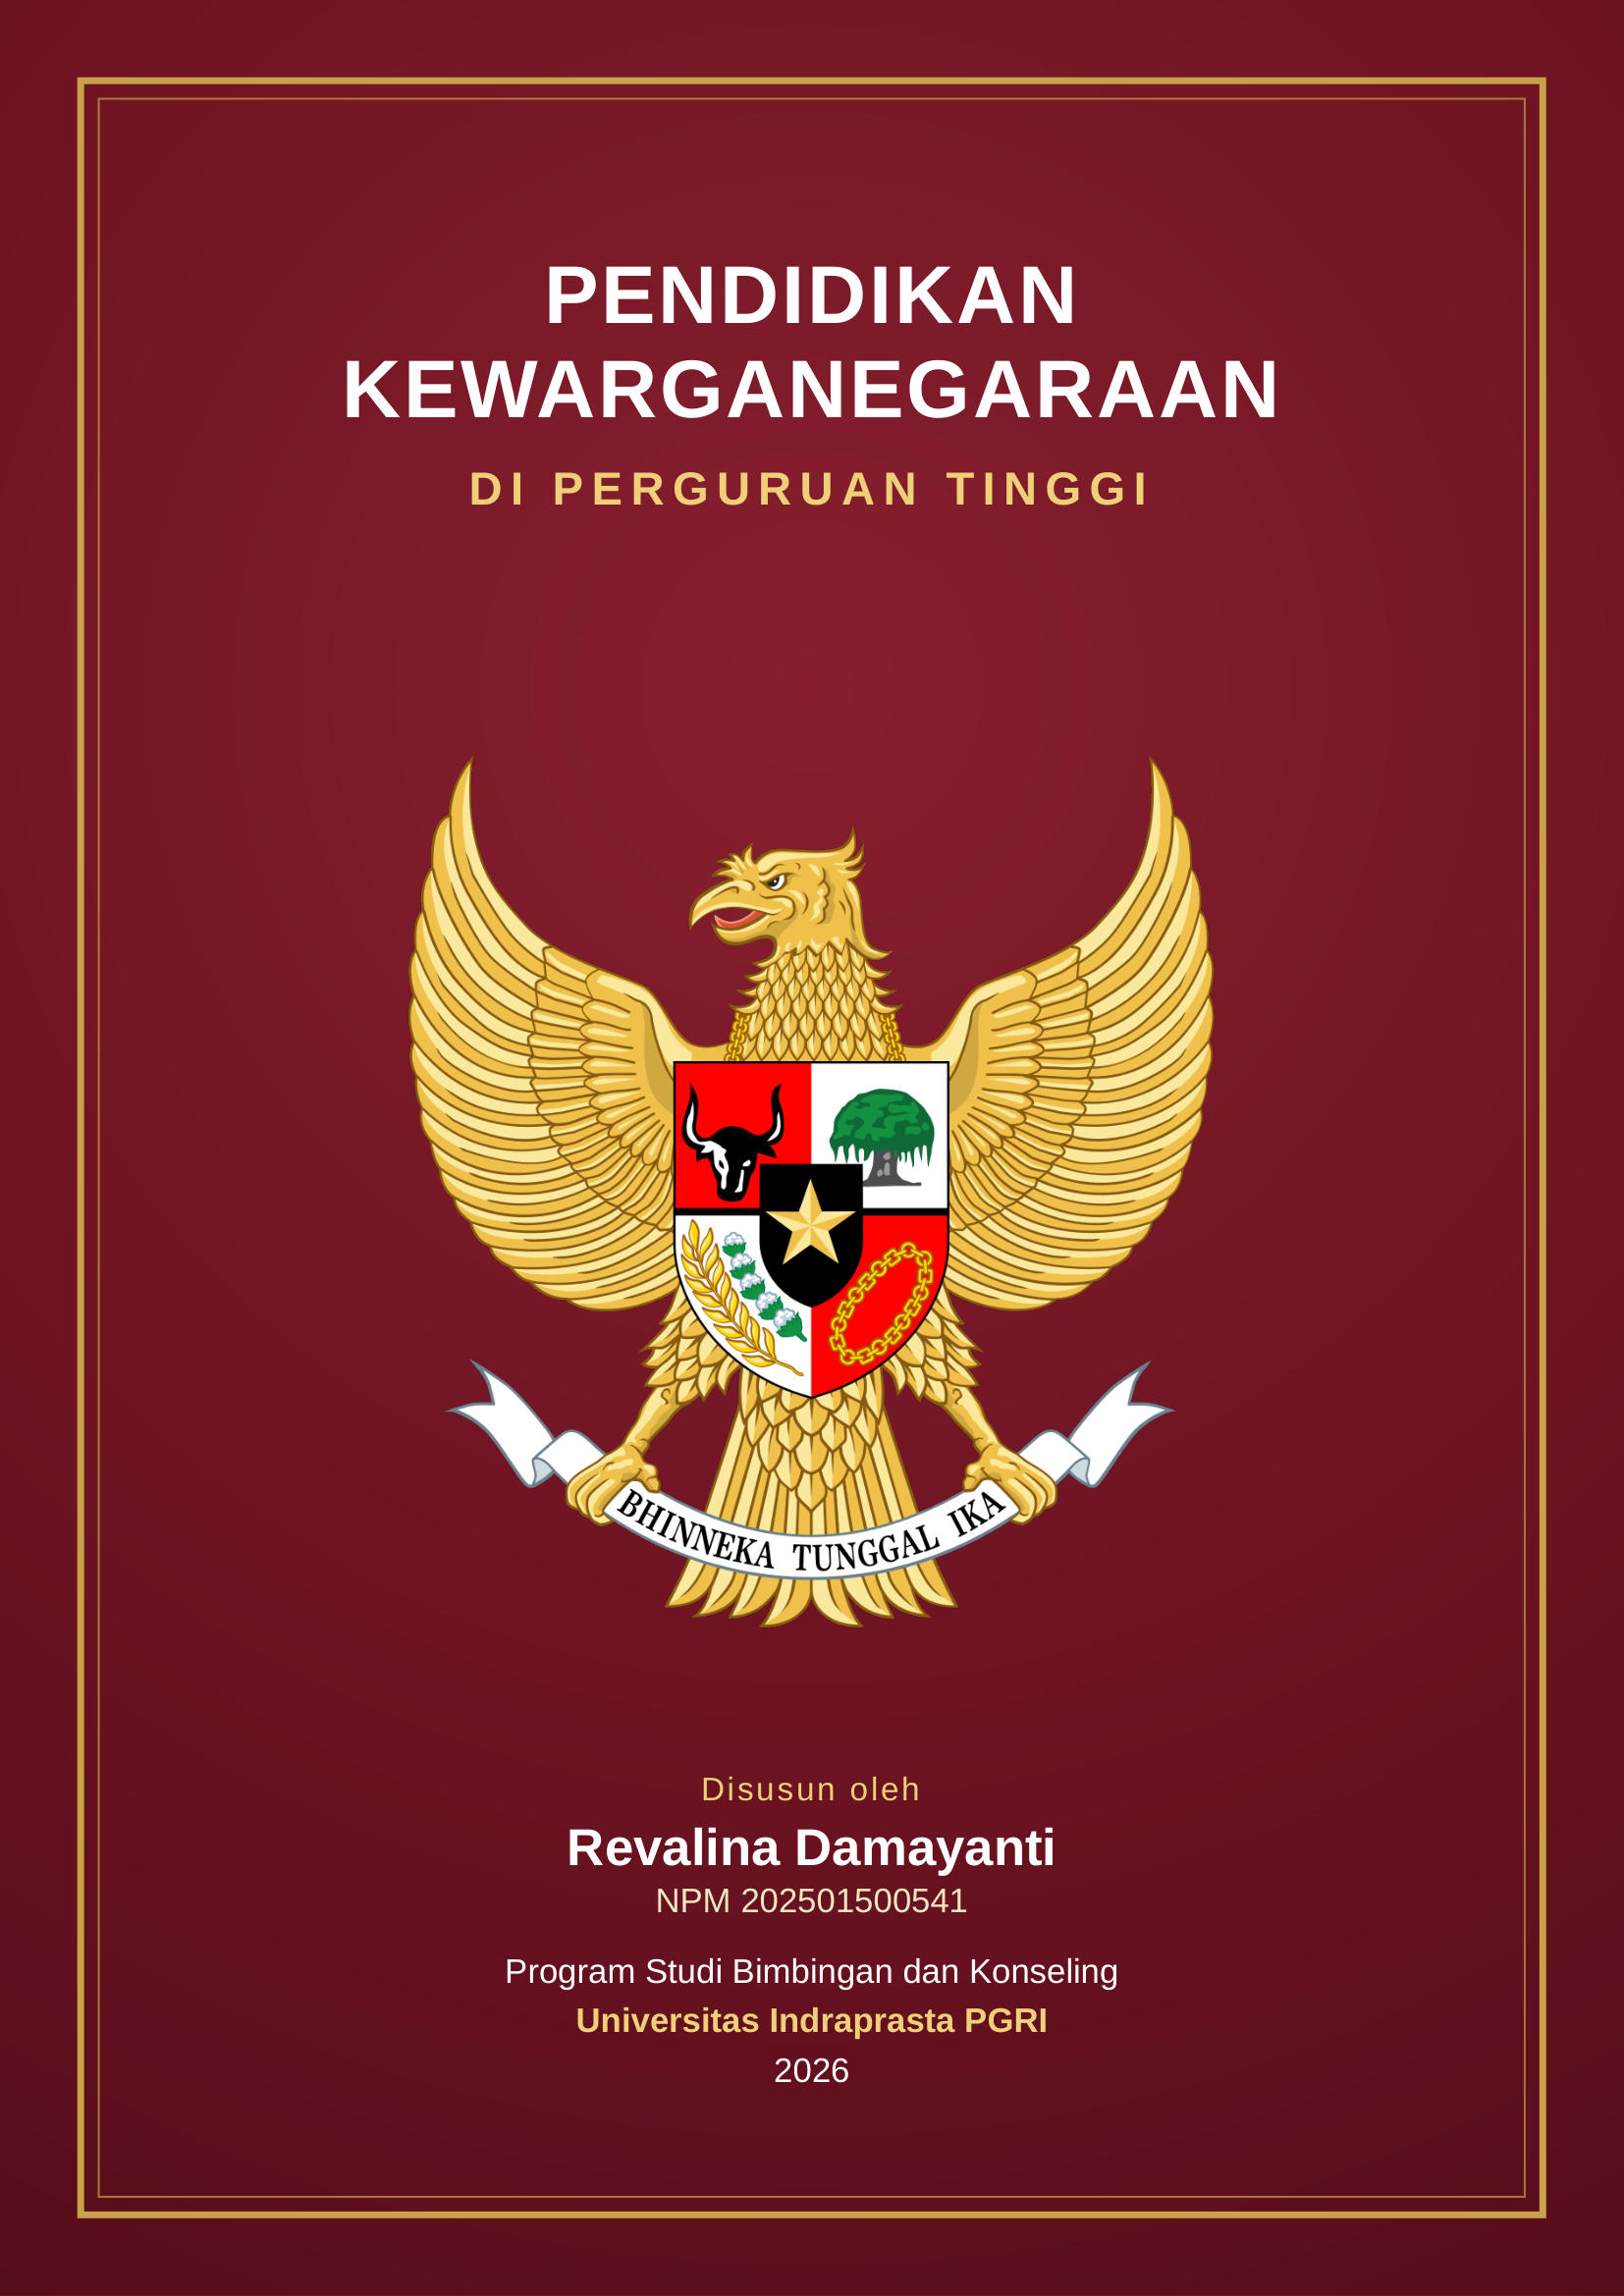 PENDIDIKAN
KEWARGANEGARAAN
DI PERGURUAN TINGGI
BHINNEKA TUNGGAL IKA
Disusun oleh
Revalina Damayanti
NPM 202501500541
Program Studi Bimbingan dan Konseling
Universitas Indraprasta PGRI
2026